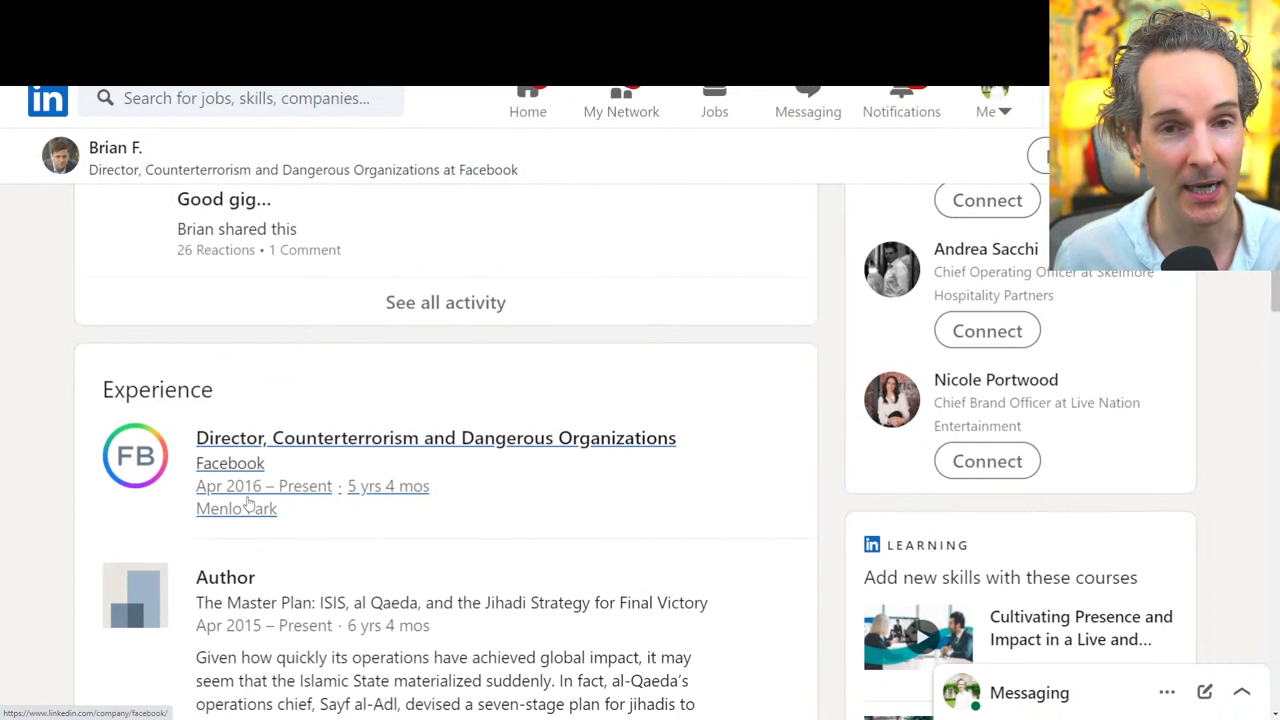 in
Search for jobs, skills, companies...
Home
My Network
Jobs
Messaging
Notifications
Me
Brian F.
Director, Counterterrorism and Dangerous Organizations at Facebook
Good gig...
Brian shared this
26 Reactions • 1 Comment
See all activity
Experience
FB
Director, Counterterrorism and Dangerous Organizations
Facebook
Apr 2016 – Present · 5 yrs 4 mos
Menlo Park
Author
The Master Plan: ISIS, al Qaeda, and the Jihadi Strategy for Final Victory
Apr 2015 – Present · 6 yrs 4 mos
Given how quickly its operations have achieved global impact, it may
seem that the Islamic State materialized suddenly. In fact, al-Qaeda's
operations chief, Sayf al-Adl, devised a seven-stage plan for jihadis to
Connect
Andrea Sacchi
Chief Operating Officer at Skelmore
Hospitality Partners
Connect
Nicole Portwood
Chief Brand Officer at Live Nation
Entertainment
Connect
in LEARNING
Add new skills with these courses
Cultivating Presence and
Impact in a Live and...
Messaging
https://www.linkedin.com/company/facebook/